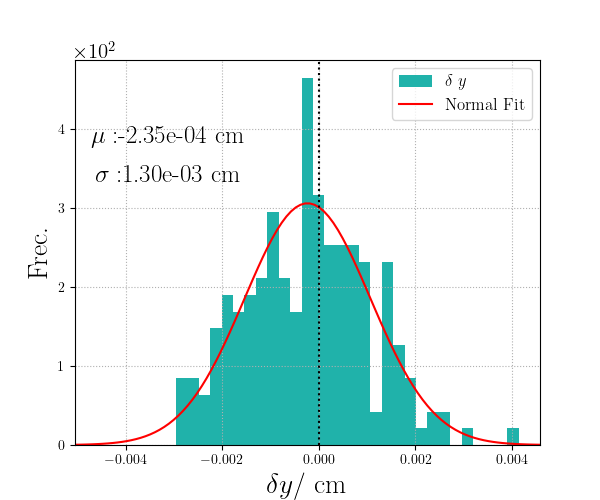 ×10²
δ y
Normal Fit
μ :-2.35e-04 cm
σ :1.30e-03 cm
Frec.
4
3
2
1
0
−0.004 −0.002 0.000 0.002 0.004
δy/ cm